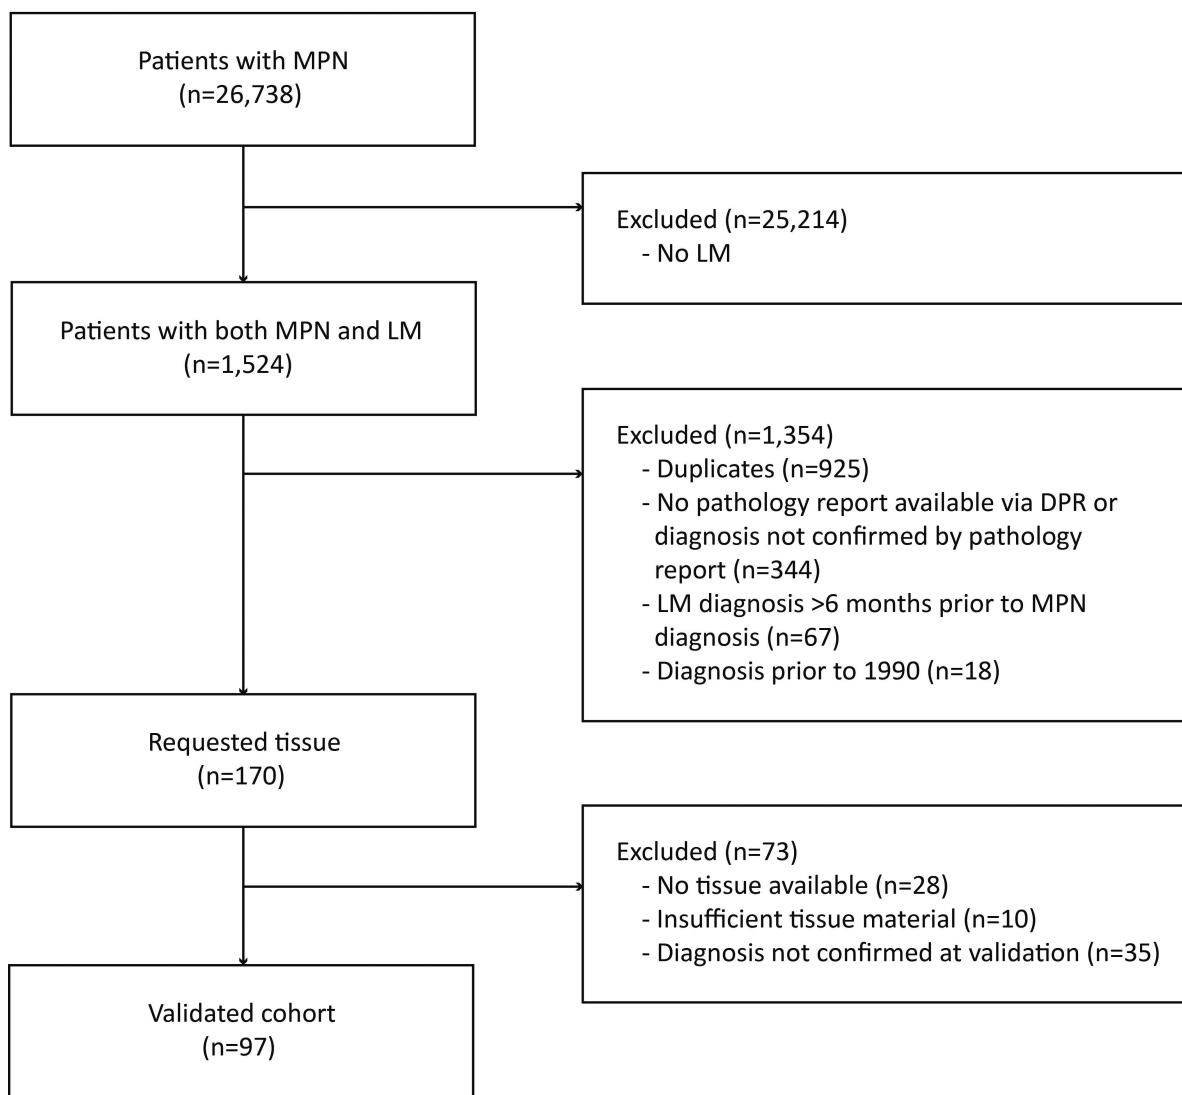 Patients with MPN
(n=26,738)
Excluded (n=25,214)
- No LM
Patients with both MPN and LM
(n=1,524)
Excluded (n=1,354)
- Duplicates (n=925)
- No pathology report available via DPR or
diagnosis not confirmed by pathology
report (n=344)
- LM diagnosis >6 months prior to MPN
diagnosis (n=67)
- Diagnosis prior to 1990 (n=18)
Requested tissue
(n=170)
Excluded (n=73)
- No tissue available (n=28)
- Insufficient tissue material (n=10)
- Diagnosis not confirmed at validation (n=35)
Validated cohort
(n=97)